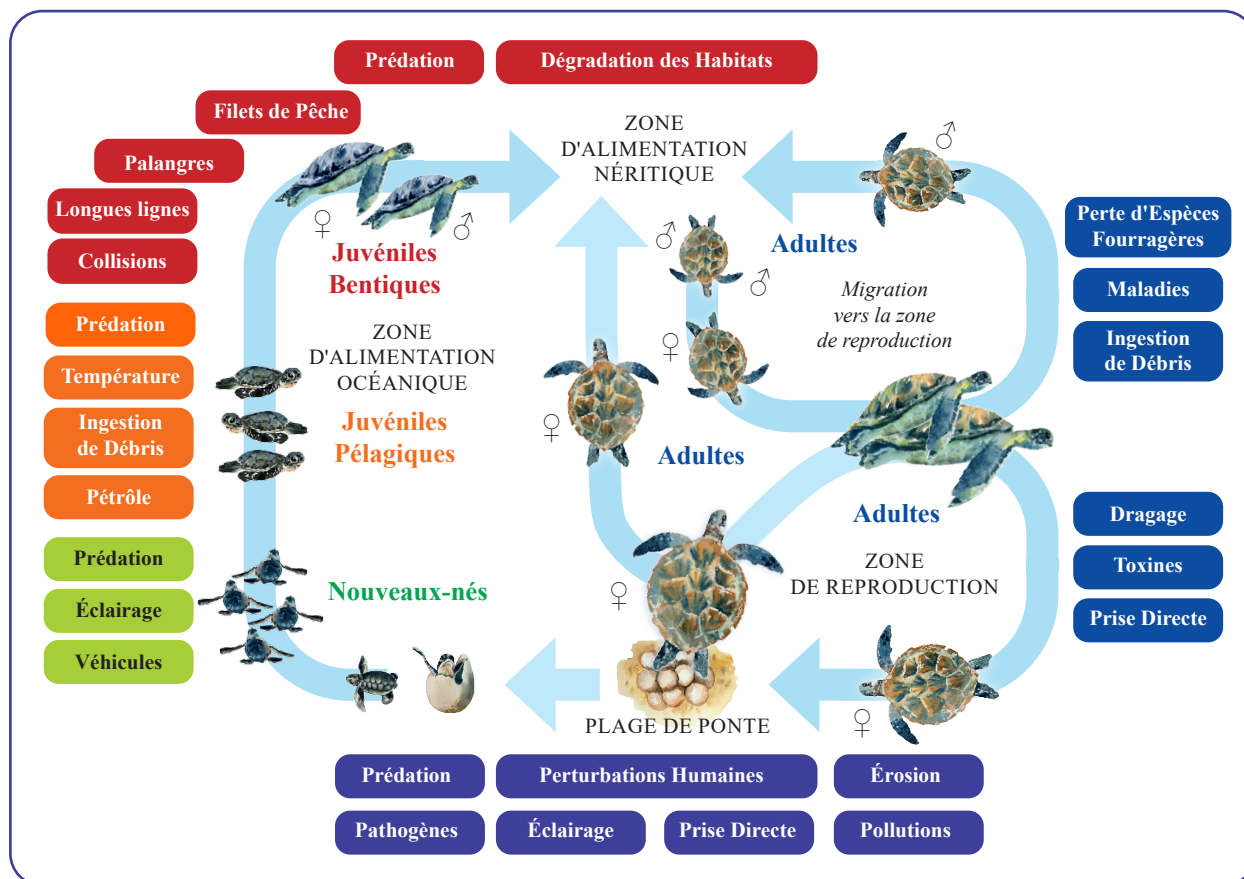 Prédation
Dégradation des Habitats
Filets de Pêche
Palangres
Longues lignes
Collisions
ZONE
D'ALIMENTATION
NÉRITIQUE
♂
♀
♂
Juvéniles
Bentiques
♂
Adultes
♂
♀
Migration
vers la zone
de reproduction
Perte d'Espèces
Fourragères
Maladies
Ingestion
de Débris
Prédation
Température
Ingestion
de Débris
Pétrôle
ZONE
D'ALIMENTATION
OCÉANIQUE
Juvéniles
Pélagiques
♀
Adultes
Adultes
ZONE
DE REPRODUCTION
Dragage
Toxines
Prise Directe
Prédation
Éclairage
Véhicules
Nouveaux-nés
♀
♀
PLAGE DE PONTE
Prédation
Perturbations Humaines
Érosion
Pathogènes
Éclairage
Prise Directe
Pollutions